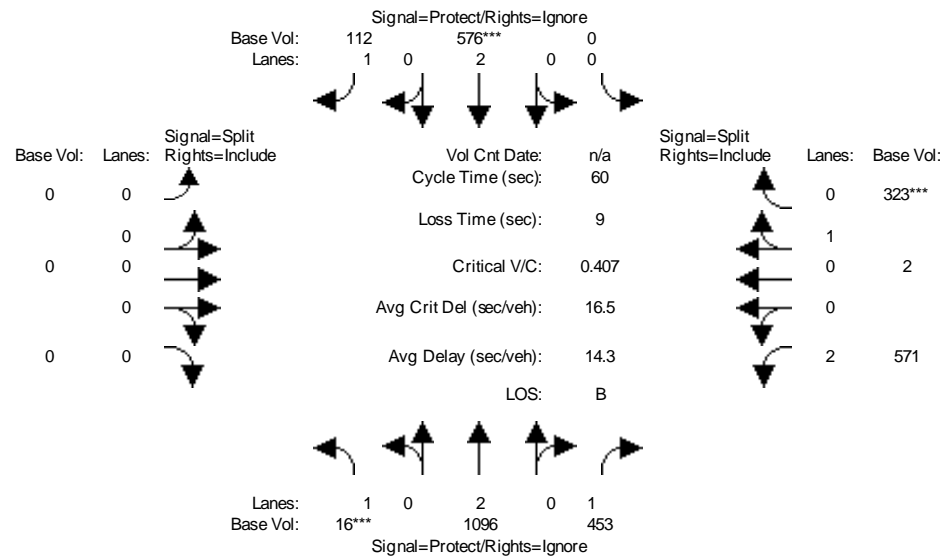 Signal=Protect/Rights=Ignore
Base Vol: 112 576*** 0
Lanes: 1 0 2 0 0
Signal=Split
Rights=Include
Base Vol: Lanes:
Vol Cnt Date: n/a
Signal=Split
Rights=Include
Lanes: Base Vol:
Cycle Time (sec): 60
0 0
0 323***
Loss Time (sec): 9
0
1
0 0
Critical V/C: 0.407
0 2
0
Avg Crit Del (sec/veh): 16.5
0
0 0
Avg Delay (sec/veh): 14.3
2 571
LOS: B
Lanes: 1 0 2 0 1
Base Vol: 16*** 1096 453
Signal=Protect/Rights=Ignore